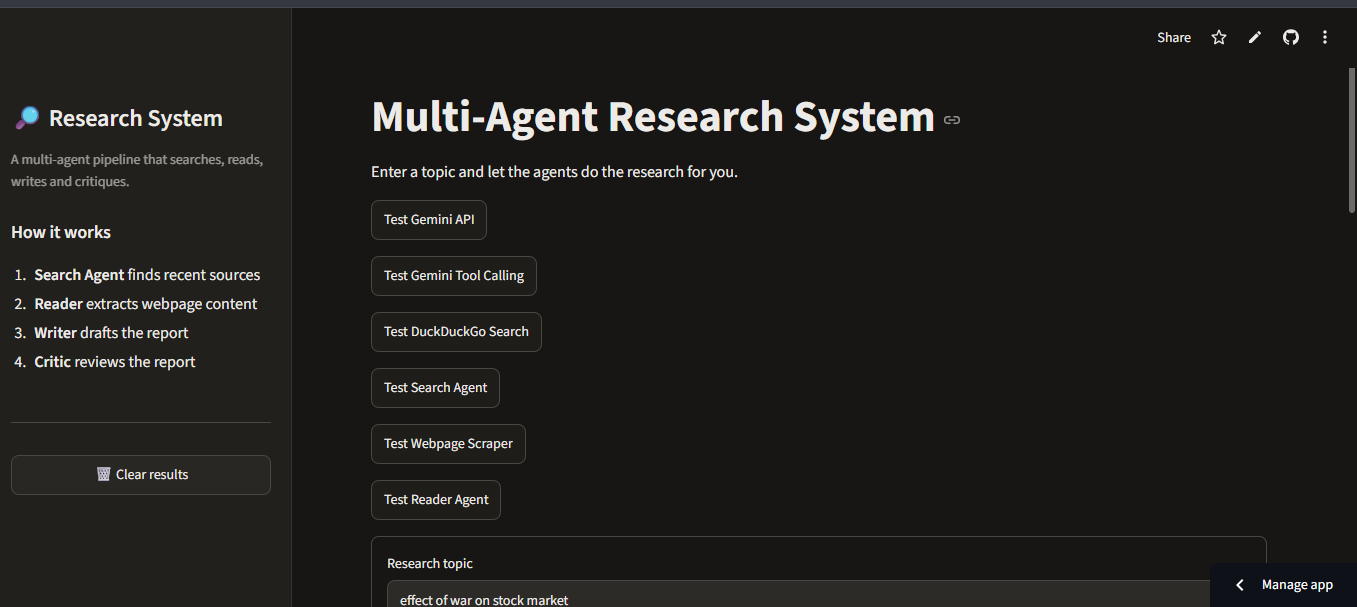 Share
Research System
A multi-agent pipeline that searches, reads,
writes and critiques.
How it works
1. Search Agent finds recent sources
2. Reader extracts webpage content
3. Writer drafts the report
4. Critic reviews the report
Clear results
Multi-Agent Research System
Enter a topic and let the agents do the research for you.
Test Gemini API
Test Gemini Tool Calling
Test DuckDuckGo Search
Test Search Agent
Test Webpage Scraper
Test Reader Agent
Research topic
effect of war on stock market
Manage app